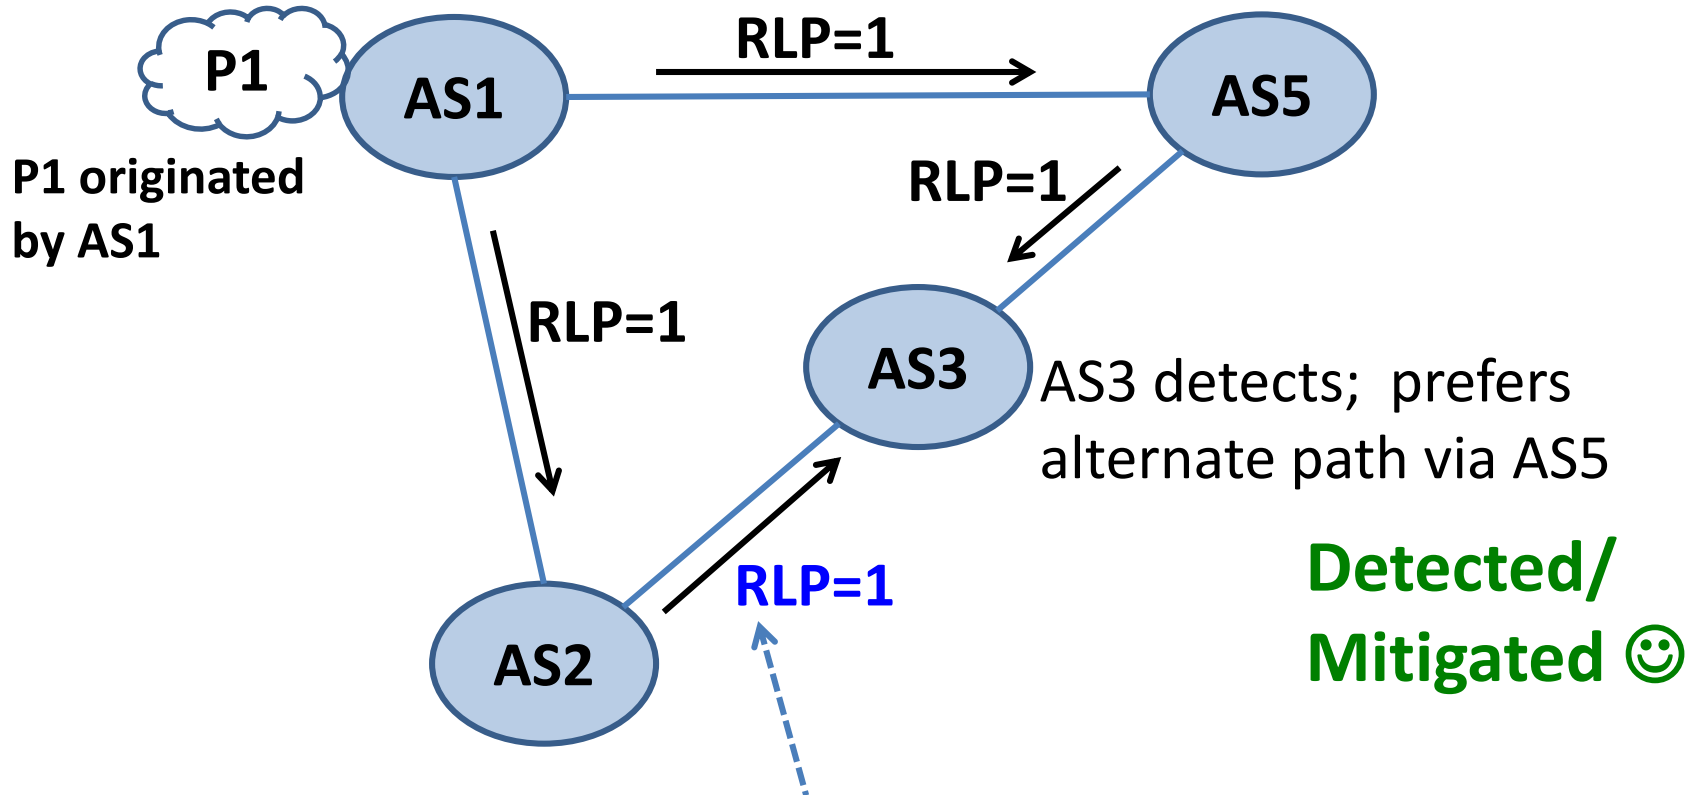 RLP=1
P1
AS1
AS5
P1 originated
by AS1
RLP=1
RLP=1
AS3
AS3 detects;  prefers
alternate path via AS5
RLP=1
AS2
Detected/
Mitigated